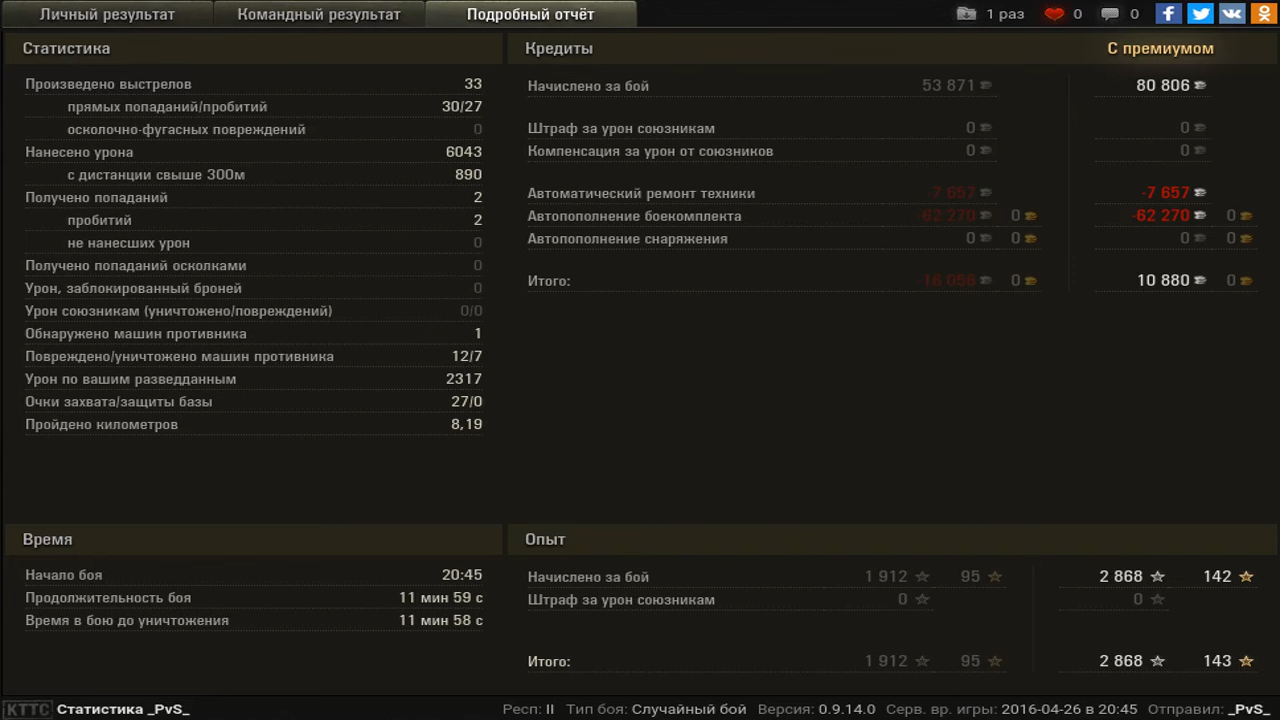 Личный результат Командный результат Подробный отчёт 1 раз 0 0
Статистика
Произведено выстрелов 33
прямых попаданий/пробитий 30/27
осколочно-фугасных повреждений 0
Нанесено урона 6043
с дистанции свыше 300м 890
Получено попаданий 2
пробитий 2
не нанесших урон 0
Получено попаданий осколками 0
Урон, заблокированный броней 0
Урон союзникам (уничтожено/повреждений) 0/0
Обнаружено машин противника 1
Повреждено/уничтожено машин противника 12/7
Урон по вашим разведданным 2317
Очки захвата/защиты базы 27/0
Пройдено километров 8,19
Кредиты С премиумом
Начислено за бой 53 871 80 806
Штраф за урон союзникам 0 0
Компенсация за урон от союзников 0 0
Автоматический ремонт техники -7 657 -7 657
Автопополнение боекомплекта -62 270 0 -62 270 0
Автопополнение снаряжения 0 0 0 0
Итого: -16 056 0 10 880 0
Время
Начало боя 20:45
Продолжительность боя 11 мин 59 с
Время в бою до уничтожения 11 мин 58 с
Опыт
Начислено за бой 1 912 95 2 868 142
Штраф за урон союзникам 0 0
Итого: 1 912 95 2 868 143
КТТС Статистика _PvS_ Респ: II Тип боя: Случайный бой Версия: 0.9.14.0 Серв. вр. игры: 2016-04-26 в 20:45 Отправил: _PvS_